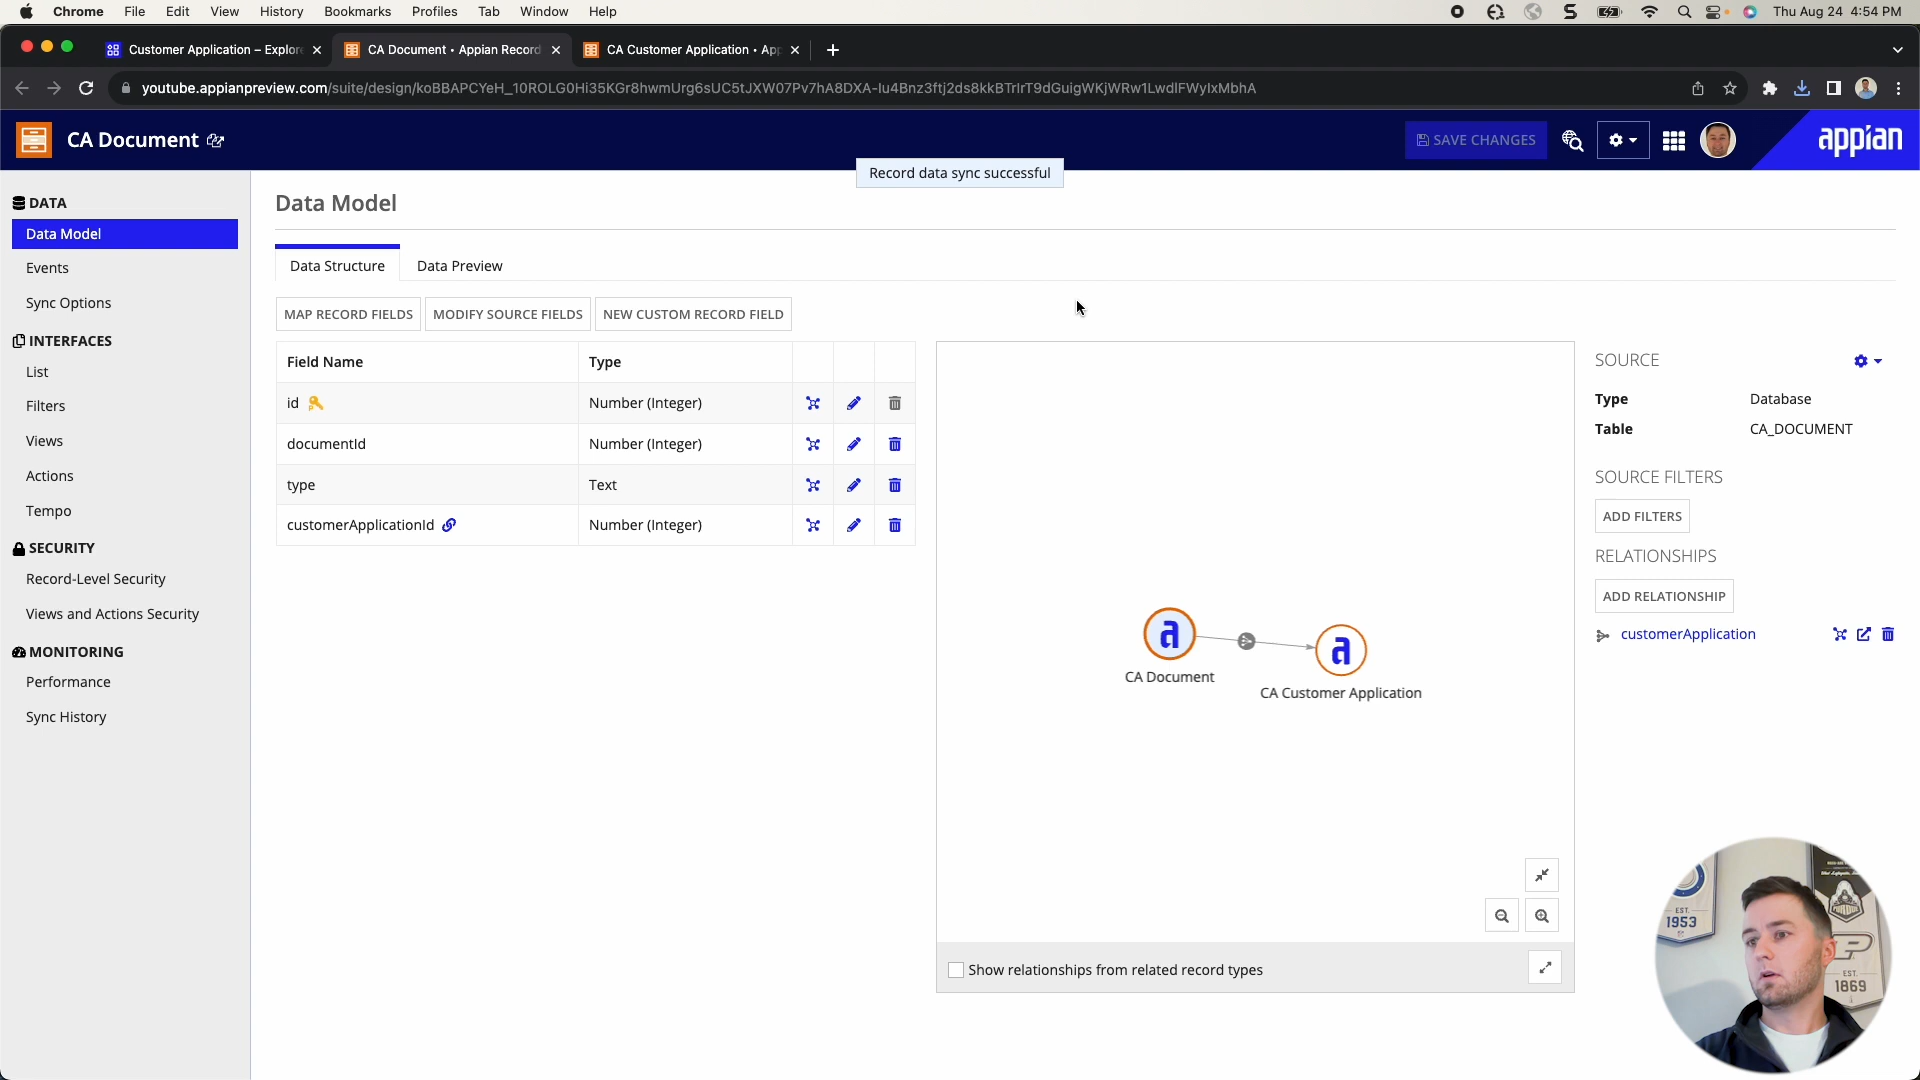 Chrome File Edit View History Bookmarks Profiles Tab Window Help Thu Aug 24 4:54 PM
Customer Application – Explore CA Document • Appian Record CA Customer Application • App
youtube.appianpreview.com/suite/design/koBBAPCYeH_10ROLG0Hi35KGr8hwmUrg6sUC5tJXW07Pv7hA8DXA-lu4Bnz3ftj2ds8kkBTrIrT9dGuigWKjWRw1LwdlFWyIxMbhA
CA Document SAVE CHANGES appian
Record data sync successful
DATA
Data Model
Events
Sync Options
INTERFACES
List
Filters
Views
Actions
Tempo
SECURITY
Record-Level Security
Views and Actions Security
MONITORING
Performance
Sync History
Data Model
Data Structure Data Preview
MAP RECORD FIELDS MODIFY SOURCE FIELDS NEW CUSTOM RECORD FIELD
Field Name Type
id Number (Integer)
documentId Number (Integer)
type Text
customerApplicationId Number (Integer)
a a
CA Document
CA Customer Application
Show relationships from related record types
SOURCE
Type Database
Table CA_DOCUMENT
SOURCE FILTERS
ADD FILTERS
RELATIONSHIPS
ADD RELATIONSHIP
customerApplication
EST.
1953
EST.
1869